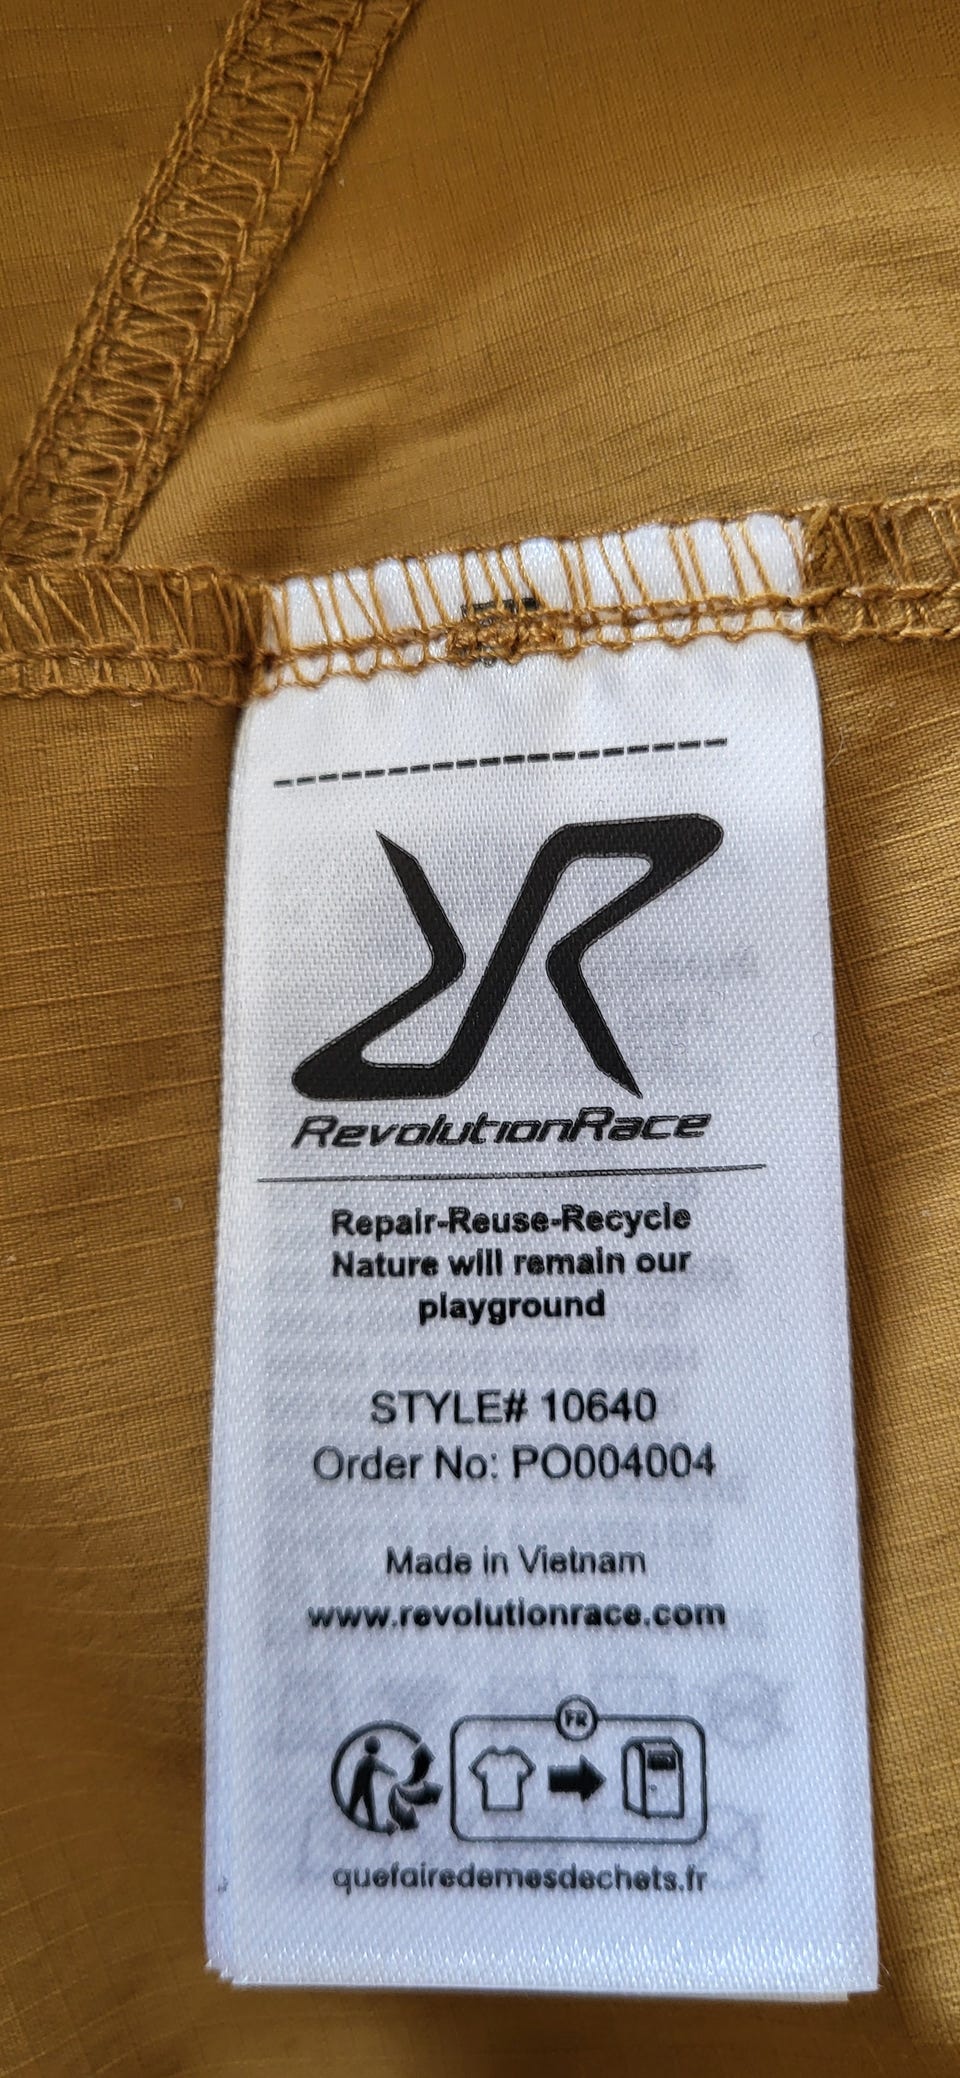 RevolutionRace
Repair-Reuse-Recycle
Nature will remain our
playground
STYLE# 10640
Order No: PO004004
Made in Vietnam
www.revolutionrace.com
FR
quefairedemesdechets.fr